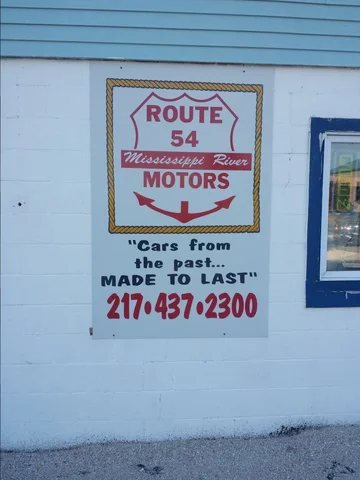 ROUTE
54
Mississippi River
MOTORS
"Cars from
the past...
MADE TO LAST"
217•437•2300